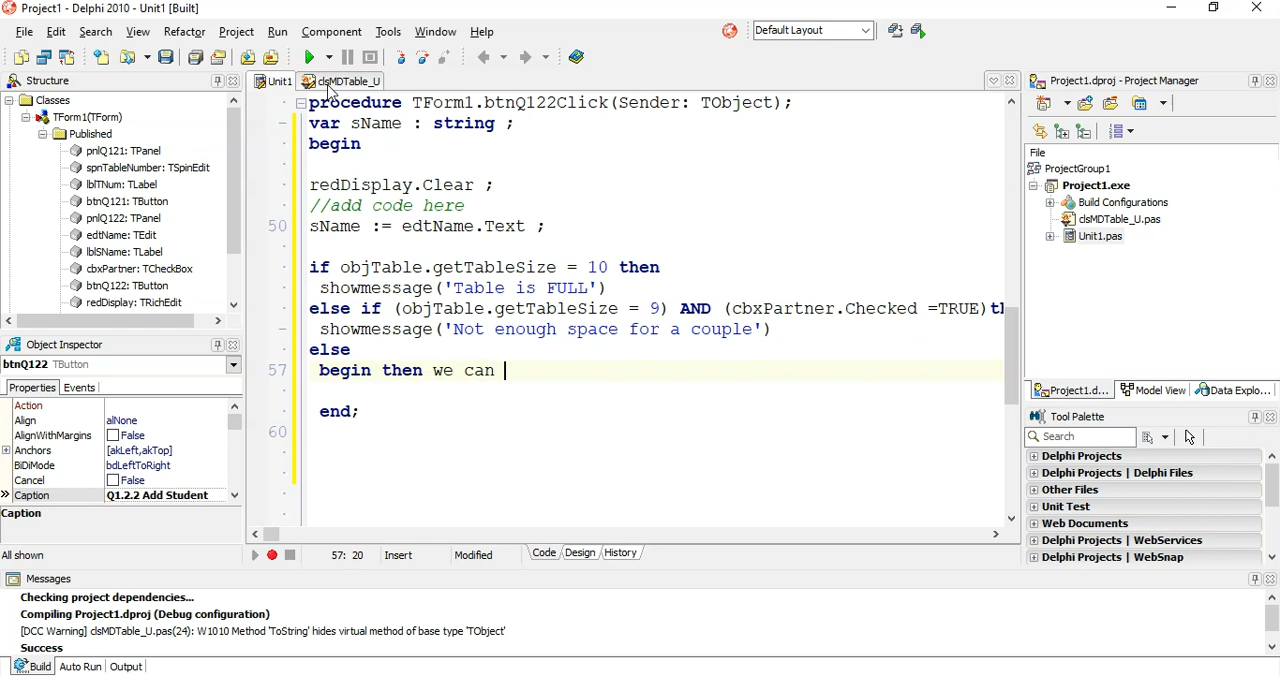 Project1 - Delphi 2010 - Unit1 [Built]
File Edit Search View Refactor Project Run Component Tools Window Help
Default Layout
Structure
Classes
TForm1(TForm)
Published
pnlQ121: TPanel
spnTableNumber: TSpinEdit
lblTNum: TLabel
btnQ121: TButton
pnlQ122: TPanel
edtName: TEdit
lblSName: TLabel
cbxPartner: TCheckBox
btnQ122: TButton
redDisplay: TRichEdit
Object Inspector
btnQ122 TButton
Properties Events
Action
Align alNone
AlignWithMargins False
Anchors [akLeft,akTop]
BiDiMode bdLeftToRight
Cancel False
Caption Q1.2.2 Add Student
Caption
All shown
Unit1 clsMDTable_U
procedure TForm1.btnQ122Click(Sender: TObject);
var sName : string ;
begin
redDisplay.Clear ;
//add code here
50 sName := edtName.Text ;
if objTable.getTableSize = 10 then
showmessage('Table is FULL')
else if (objTable.getTableSize = 9) AND (cbxPartner.Checked =TRUE)th
showmessage('Not enough space for a couple')
else
57 begin then we can
end;
60
57: 20 Insert Modified Code Design History
Project1.dproj - Project Manager
File
ProjectGroup1
Project1.exe
Build Configurations
clsMDTable_U.pas
Unit1.pas
Project1.d... Model View Data Explo...
Tool Palette
Search
Delphi Projects
Delphi Projects | Delphi Files
Other Files
Unit Test
Web Documents
Delphi Projects | WebServices
Delphi Projects | WebSnap
Messages
Checking project dependencies...
Compiling Project1.dproj (Debug configuration)
[DCC Warning] clsMDTable_U.pas(24): W1010 Method 'ToString' hides virtual method of base type 'TObject'
Success
Build Auto Run Output